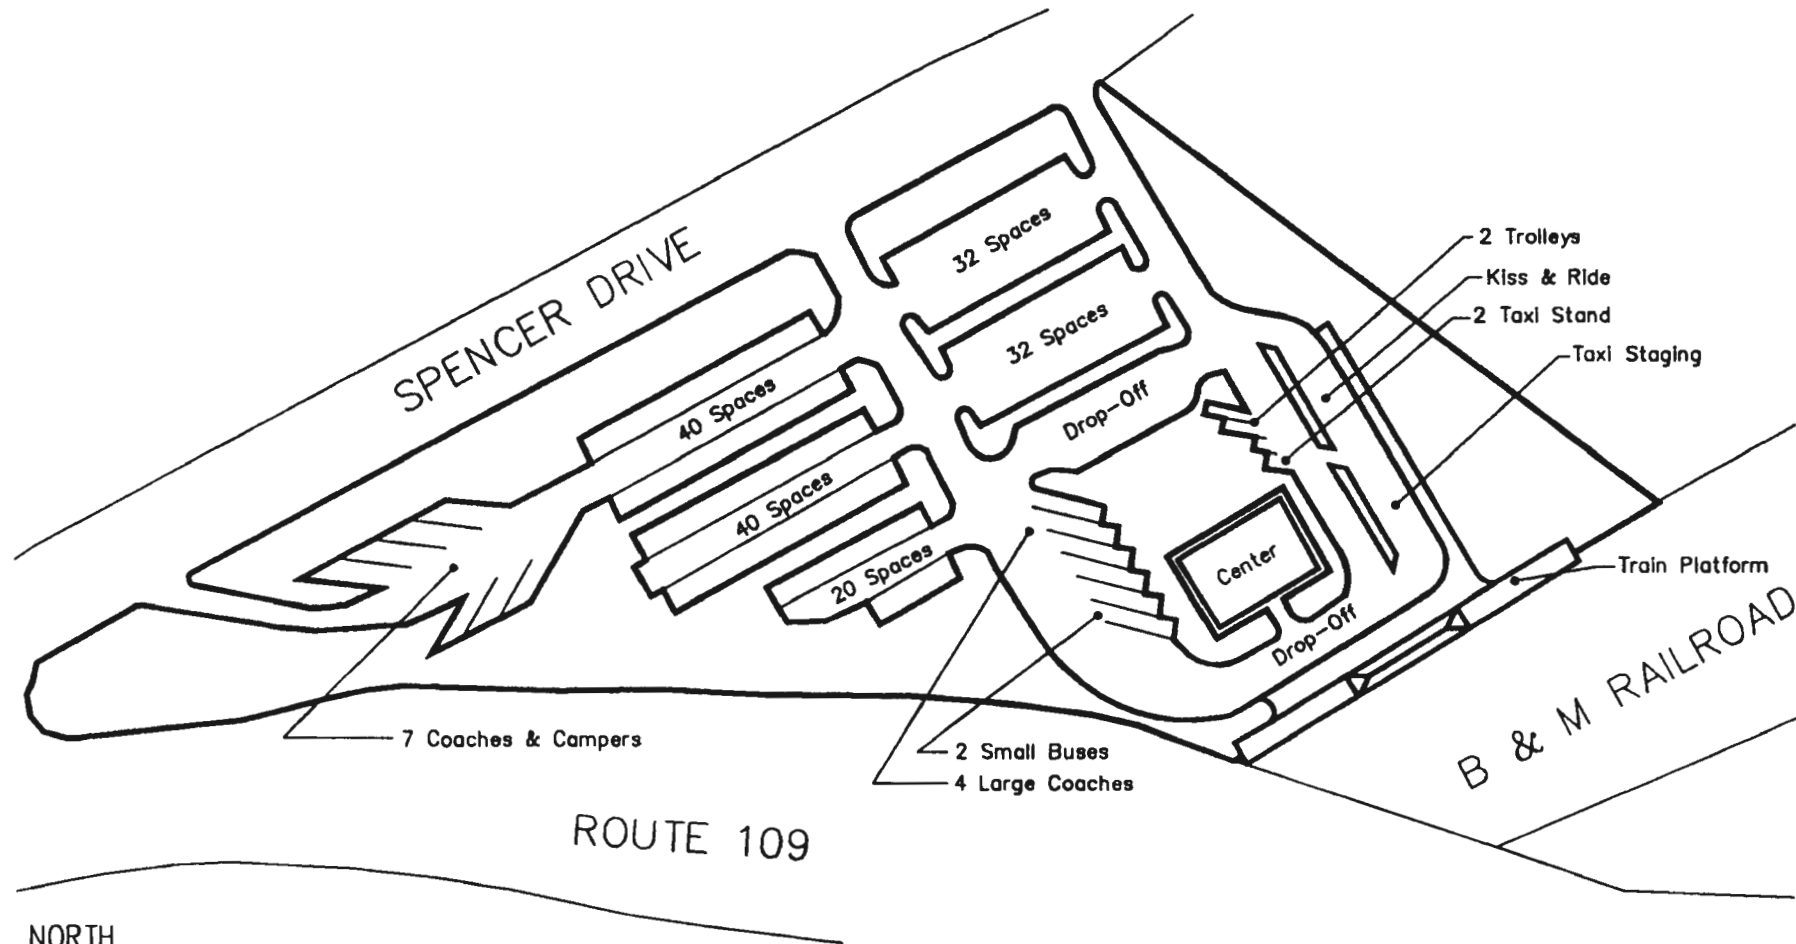 SPENCER DRIVE
32 Spaces
2 Trolleys
Kiss & Ride
2 Taxi Stand
32 Spaces
Taxi Staging
40 Spaces
Drop-Off
40 Spaces
20 Spaces
Center
Train Platform
Drop-Off
B & M RAILROAD
7 Coaches & Campers
2 Small Buses
4 Large Coaches
ROUTE 109
NORTH